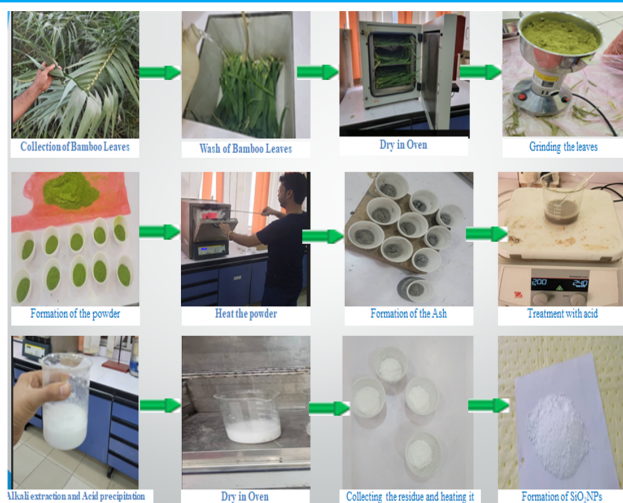 Collection of Bamboo Leaves
Wash of Bamboo Leaves
Dry in Oven
Grinding the leaves
Formation of the powder
Heat the powder
Formation of the Ash
Treatment with acid
Alkali extraction and Acid precipitation
Dry in Oven
Collecting the residue and heating it
Formation of SiO₂NPs